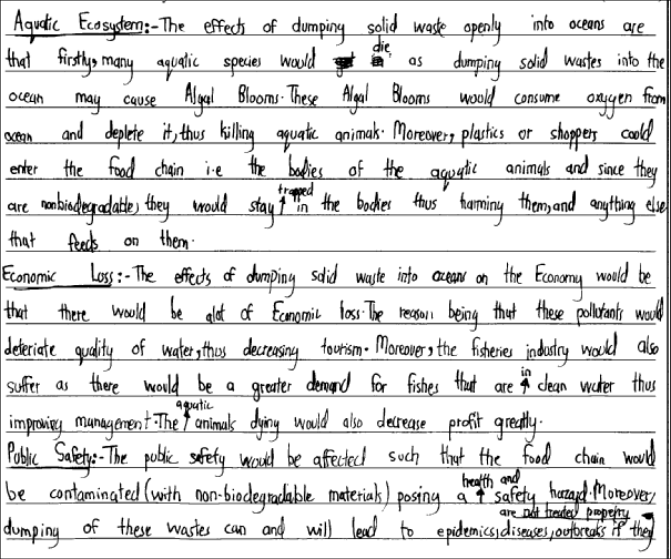 Aquatic Ecosystem:- The effects of dumping solid waste openly into oceans are
that firstly, many aquatic species would die, as dumping solid wastes into the
ocean may cause Algal Blooms. These Algal Blooms would consume oxygen from
ocean and deplete it, thus killing aquatic animals. Moreover, plastics or shoppers could
enter the food chain i.e the bodies of the aquatic animals and since they
are nonbiodegradable, they would stay trapped in the bodies thus harming them, and anything else
that feeds on them.
Economic Loss:- The effects of dumping solid waste into oceans on the Economy would be
that there would be alot of Economic loss. The reason being that these pollutants would
deteriate quality of water, thus decreasing tourism. Moreover, the fisheries industry would also
suffer as there would be a greater demand for fishes that are in clean water thus
improving management. The aquatic animals dying would also decrease profit greatly.
Public Safety:- The public safety would be affected such that the food chain would
be contaminated (with non-biodegradable materials) posing a health and safety hazard. Moreover,
dumping of these wastes can and will lead to epidemics, diseases, outbreaks if they are not treated property